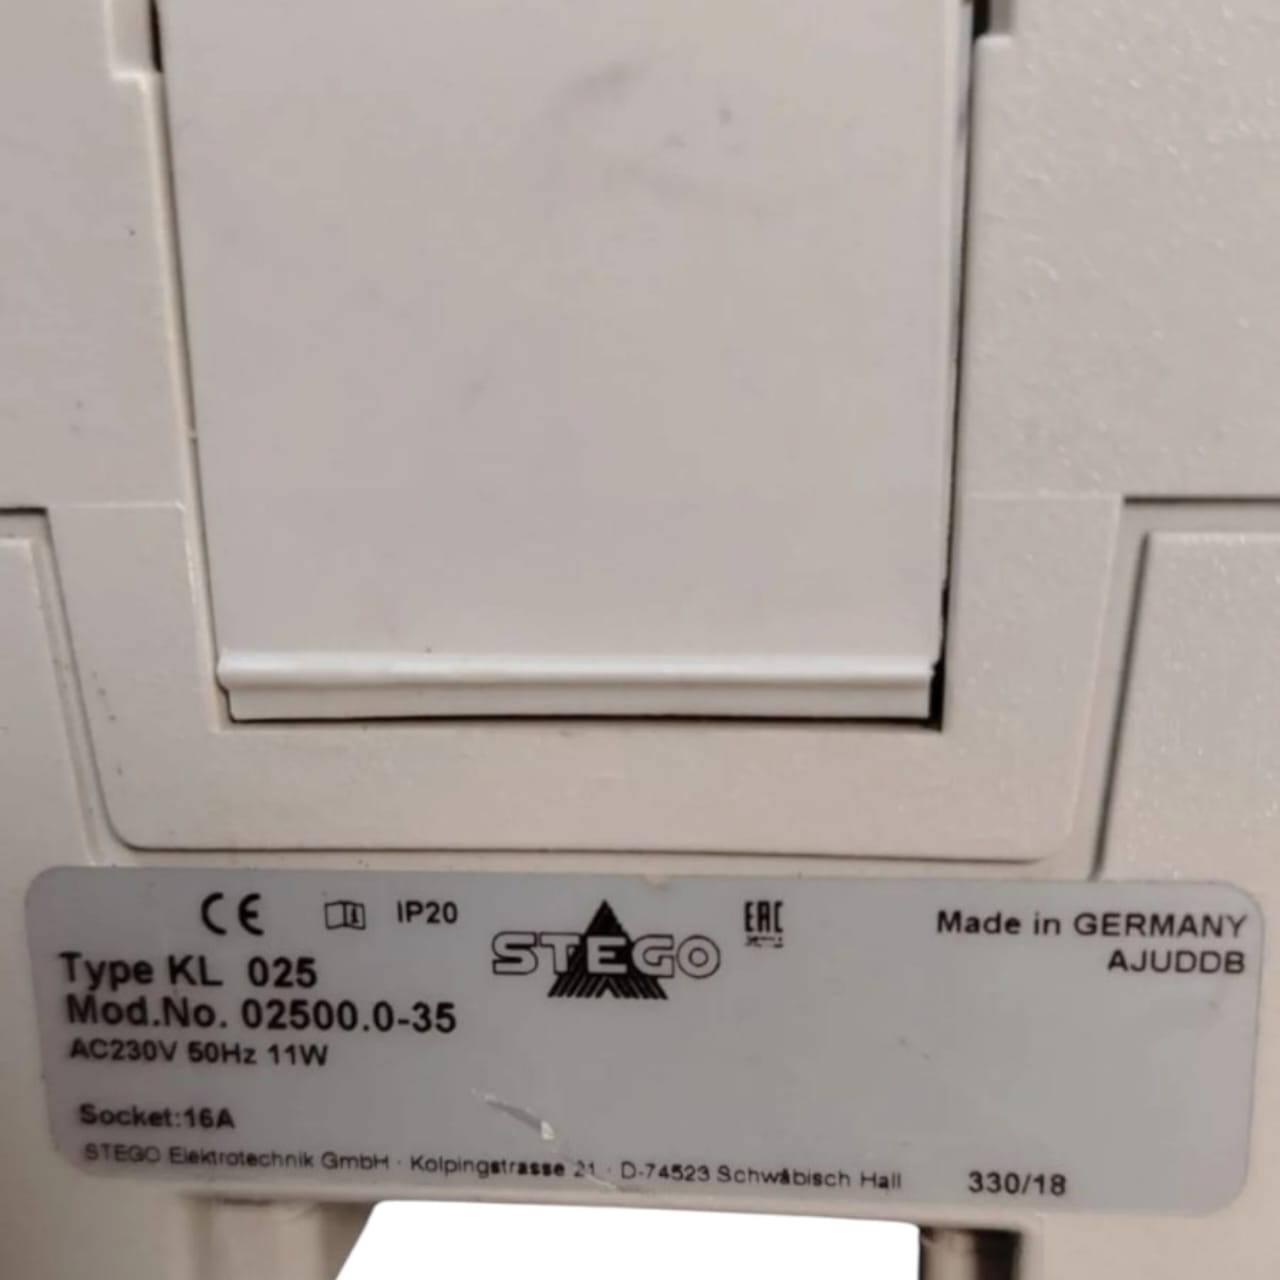 CE IP20 STEGO EAC Made in GERMANY
AJUDDB
Type KL 025
Mod.No. 02500.0-35
AC230V 50Hz 11W
Socket:16A
STEGO Elektrotechnik GmbH · Kolpingstrasse 21 · D-74523 Schwäbisch Hall 330/18